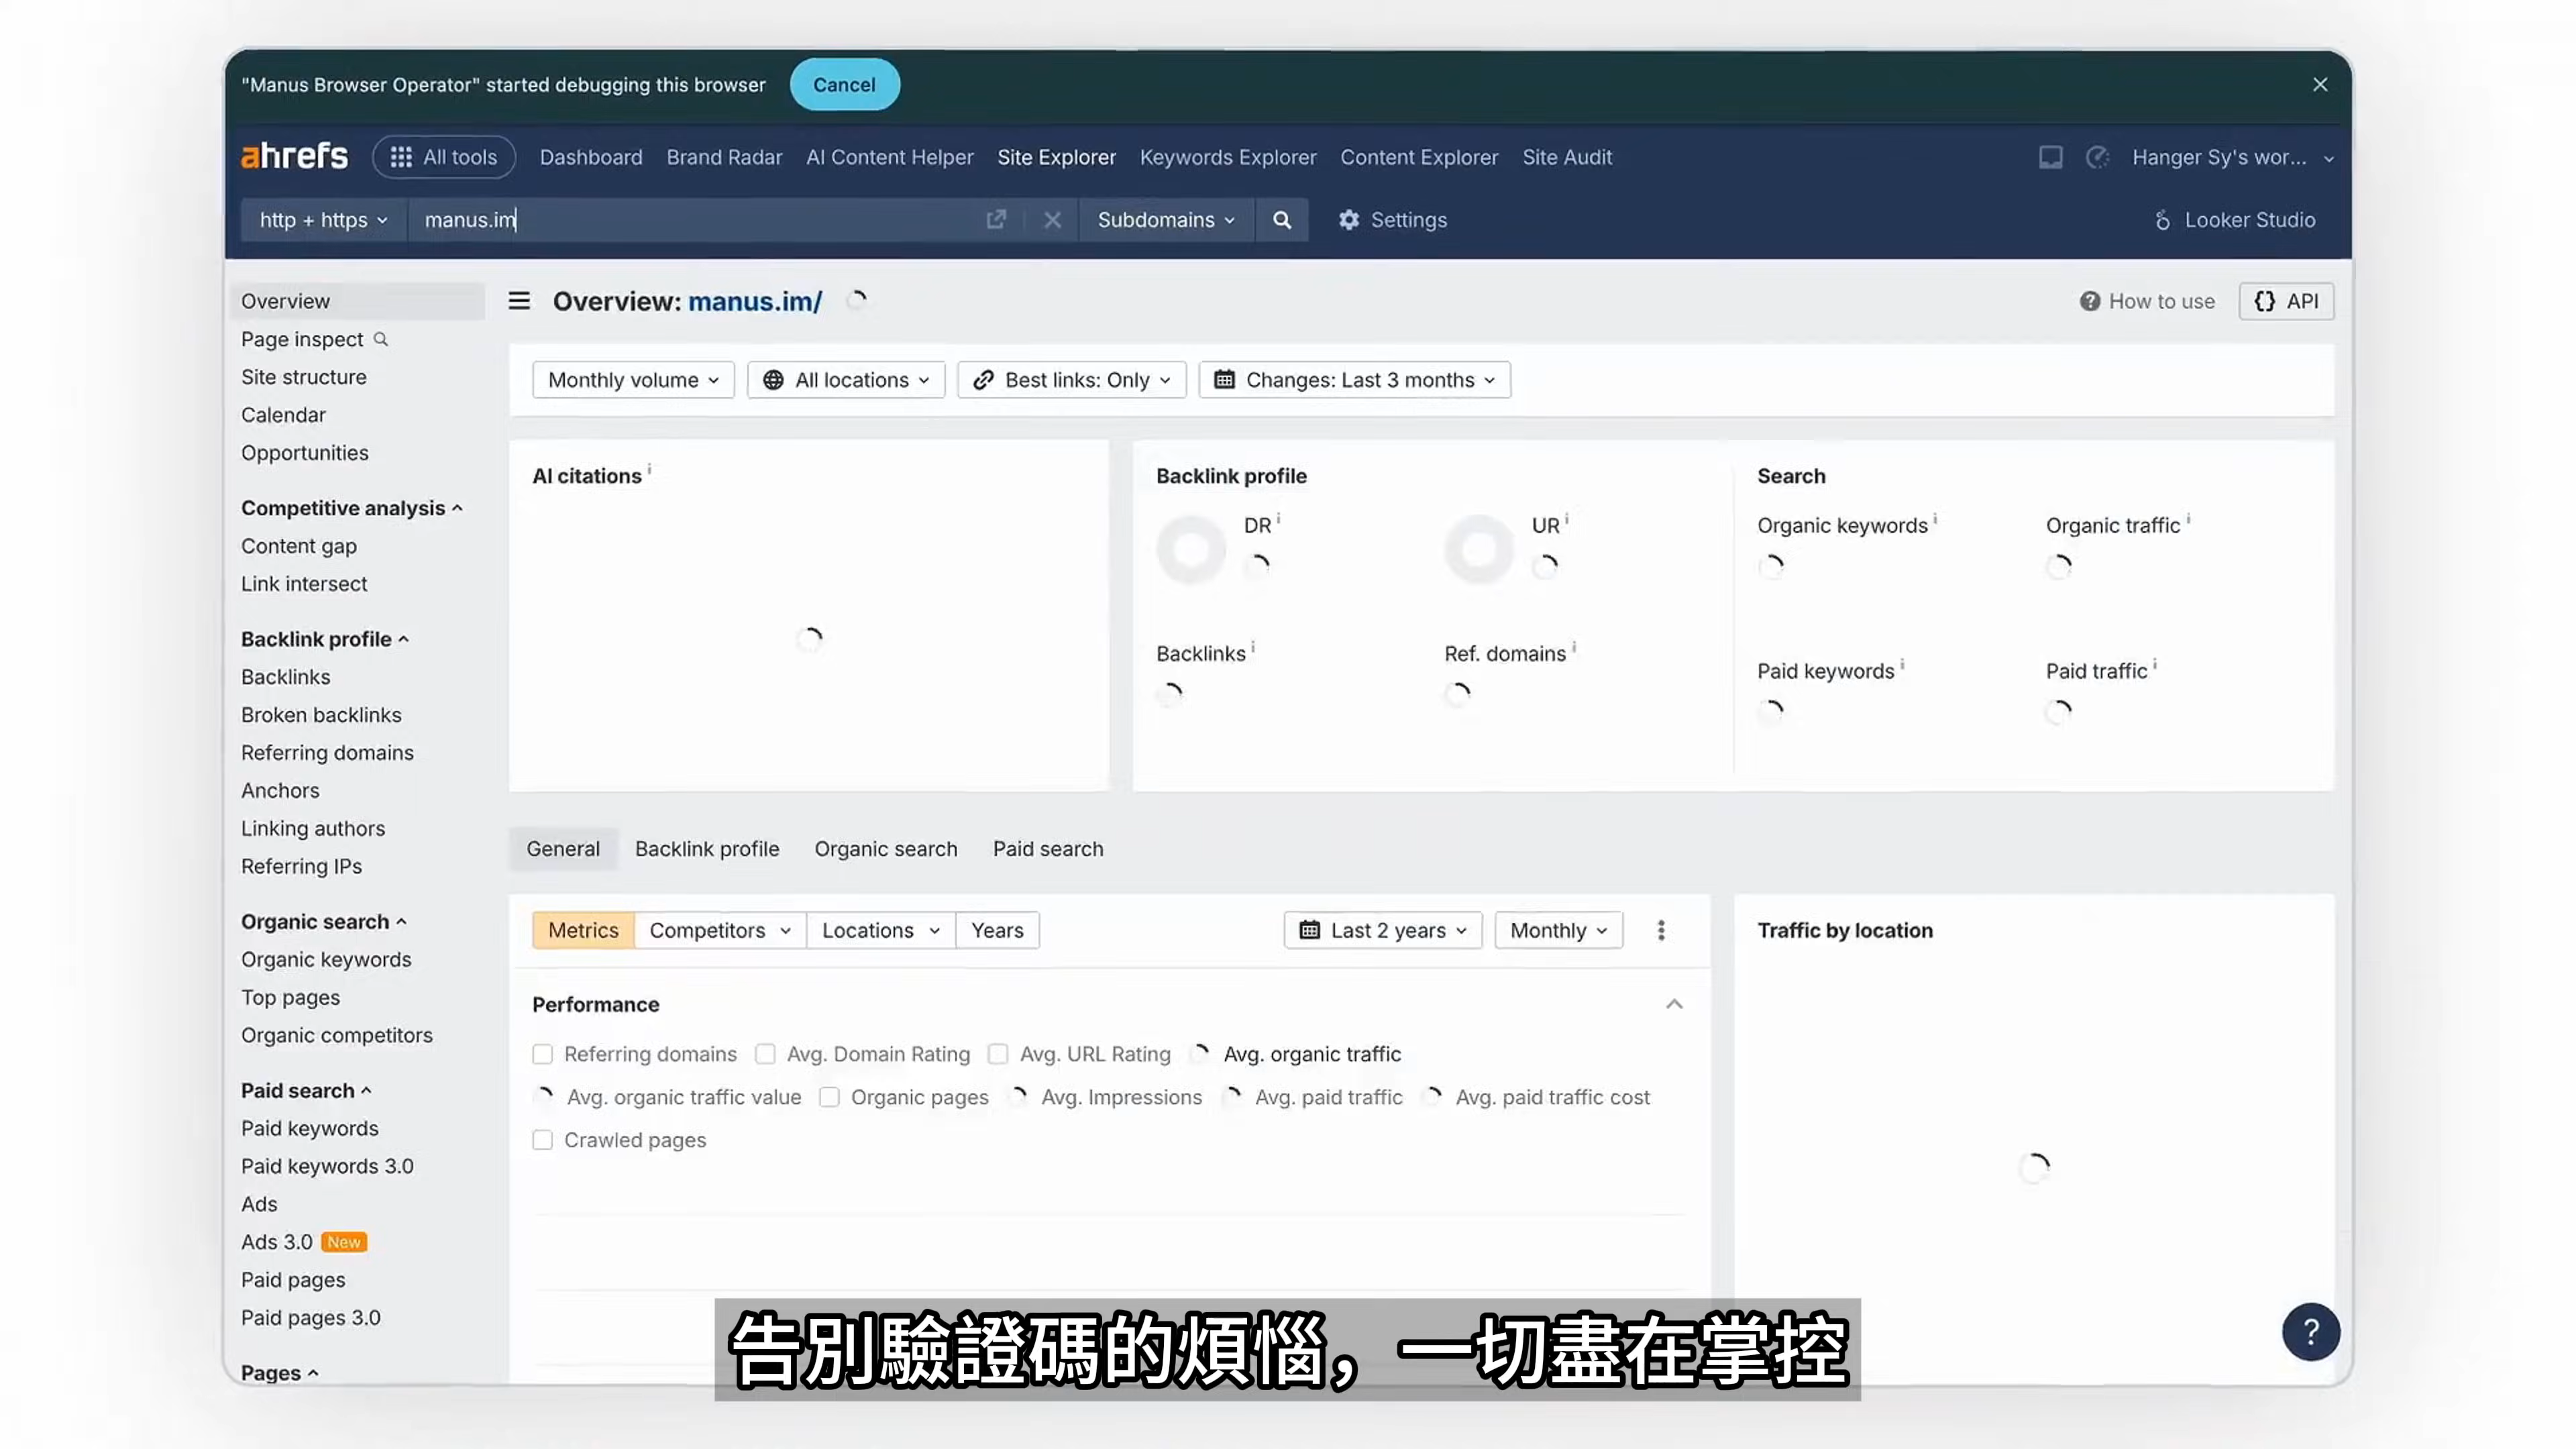 "Manus Browser Operator" started debugging this browser Cancel
ahrefs All tools Dashboard Brand Radar AI Content Helper Site Explorer Keywords Explorer Content Explorer Site Audit Hanger Sy's wor...
http + https manus.im Subdomains Settings Looker Studio
Overview
Page inspect
Site structure
Calendar
Opportunities
Competitive analysis
Content gap
Link intersect
Backlink profile
Backlinks
Broken backlinks
Referring domains
Anchors
Linking authors
Referring IPs
Organic search
Organic keywords
Top pages
Organic competitors
Paid search
Paid keywords
Paid keywords 3.0
Ads
Ads 3.0 New
Paid pages
Paid pages 3.0
Pages
Overview: manus.im/ How to use API
Monthly volume All locations Best links: Only Changes: Last 3 months
AI citations
Backlink profile
DR UR
Backlinks Ref. domains
Search
Organic keywords Organic traffic
Paid keywords Paid traffic
General Backlink profile Organic search Paid search
Metrics Competitors Locations Years Last 2 years Monthly
Performance
Referring domains Avg. Domain Rating Avg. URL Rating Avg. organic traffic
Avg. organic traffic value Organic pages Avg. Impressions Avg. paid traffic Avg. paid traffic cost
Crawled pages
Traffic by location
?
告別驗證碼的煩惱，一切盡在掌控